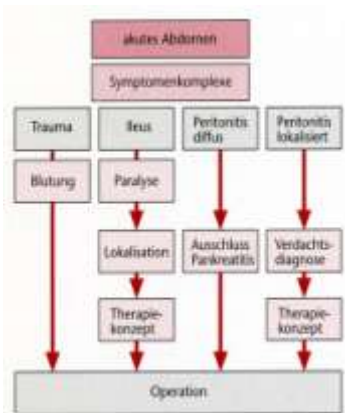 akutes Abdomen
Symptomenkomplexe
Trauma
Ileus
Peritonitis
diffus
Peritonitis
lokalisiert
Blutung
Paralyse
Lokalisation
Ausschluss
Pankreatitis
Verdachts-
diagnose
Therapie-
konzept
Therapie-
konzept
Operation